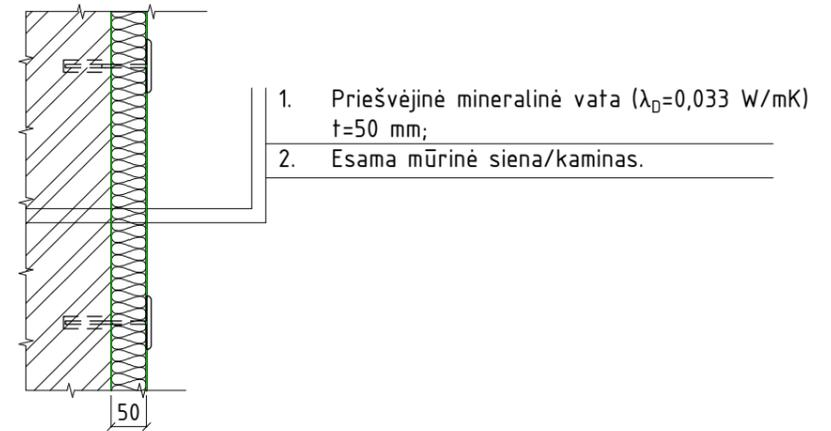 1. Priešvėjinė mineralinė vata (λD=0,033 W/mK)
t=50 mm;
2. Esama mūrinė siena/kaminas.
50